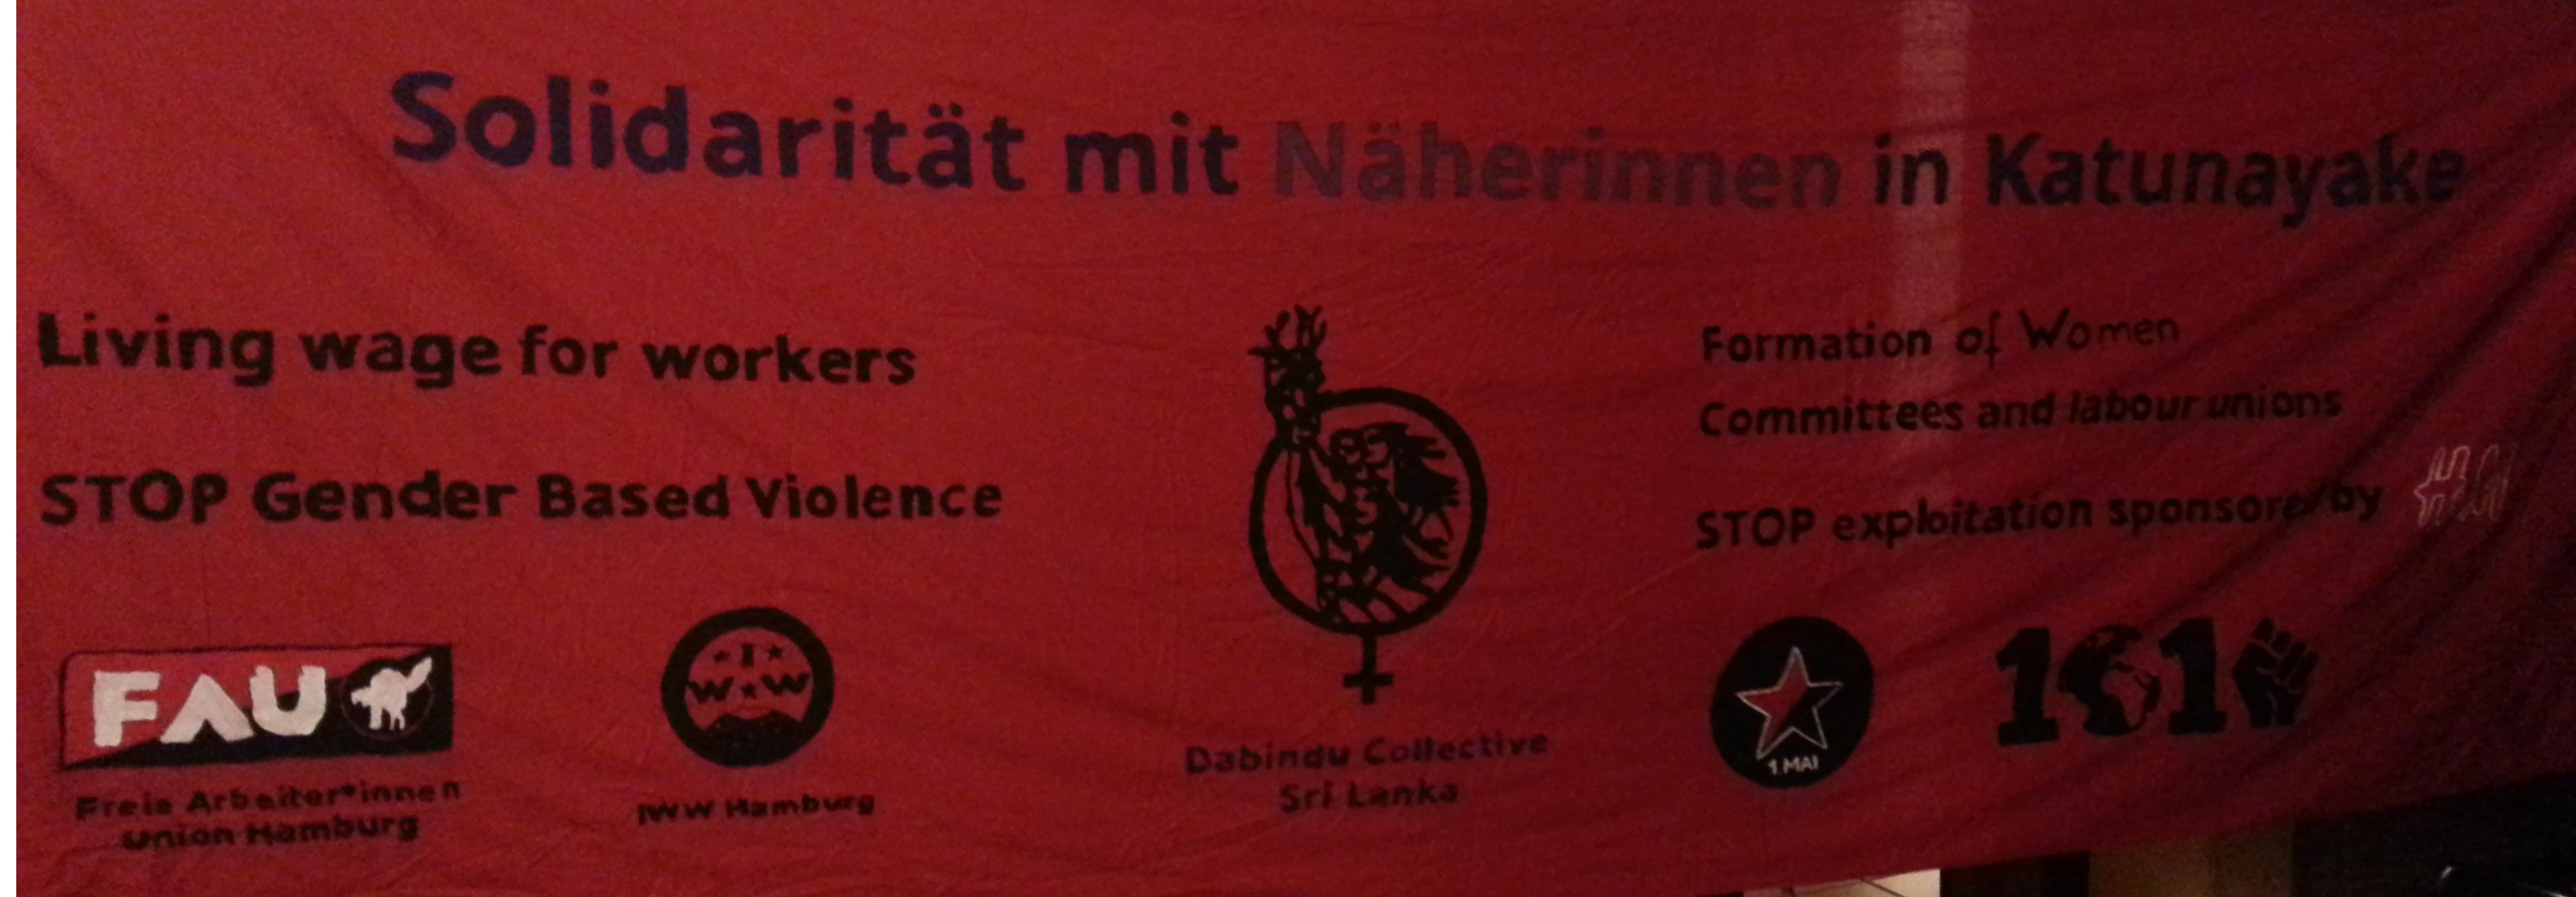 Solidarität mit Näherinnen in Katunayake
Living wage for workers
STOP Gender Based Violence
Formation of Women
Committees and labour unions
STOP exploitation sponsored by H&M
FAU
Freie Arbeiter*innen
Union Hamburg
I
W W
IWW Hamburg
Dabindu Collective
Sri Lanka
1. MAI
161